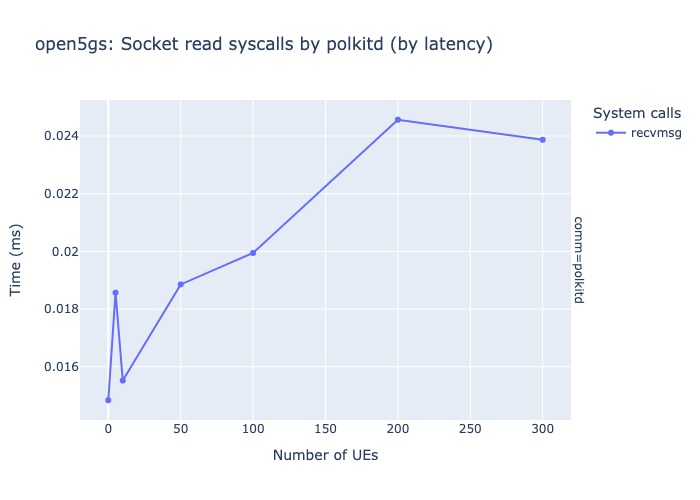 open5gs: Socket read syscalls by polkitd (by latency)
System calls
recvmsg
0.024
0.022
0.02
0.018
0.016
Time (ms)
comm=polkitd
0 50 100 150 200 250 300
Number of UEs